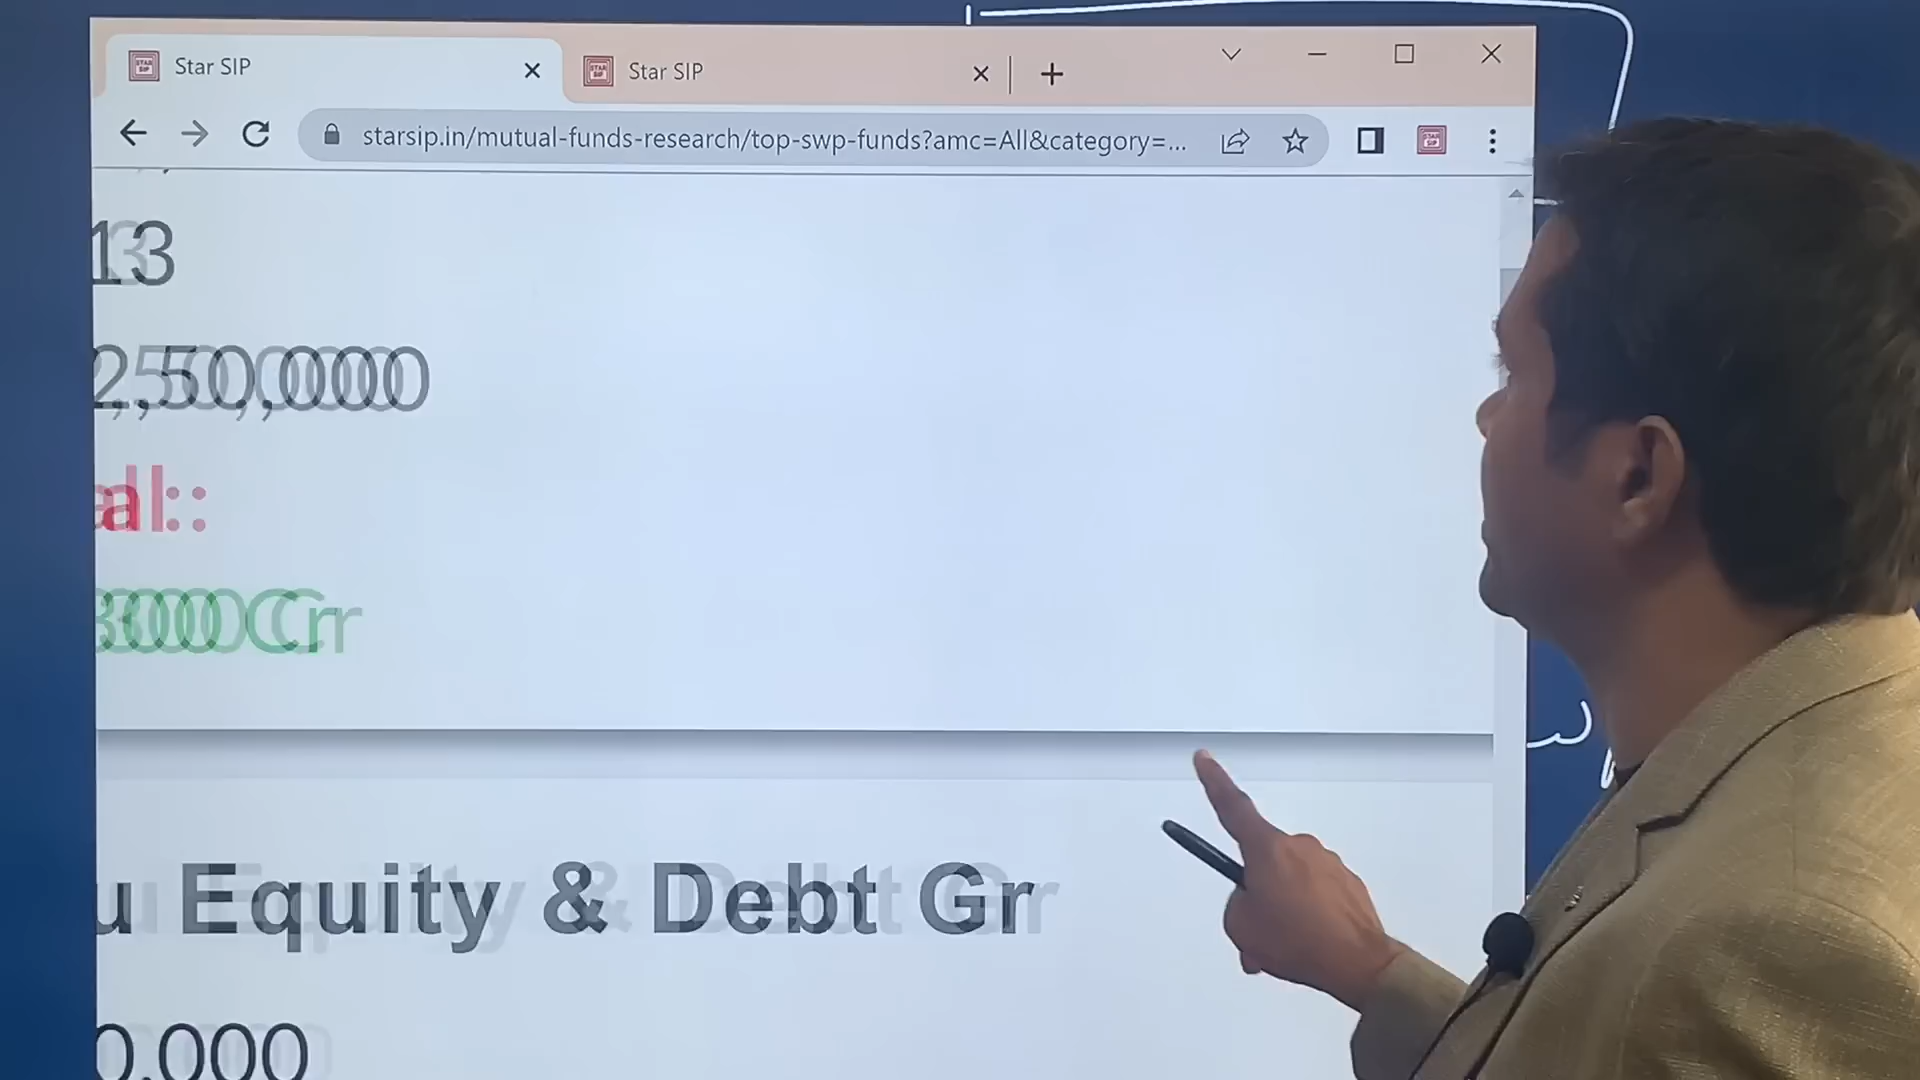 Star SIP
Star SIP
starsip.in/mutual-funds-research/top-swp-funds?amc=All&category=...
13
2,50,000
al:
000 Cr
u Equity & Debt Gr
0,000